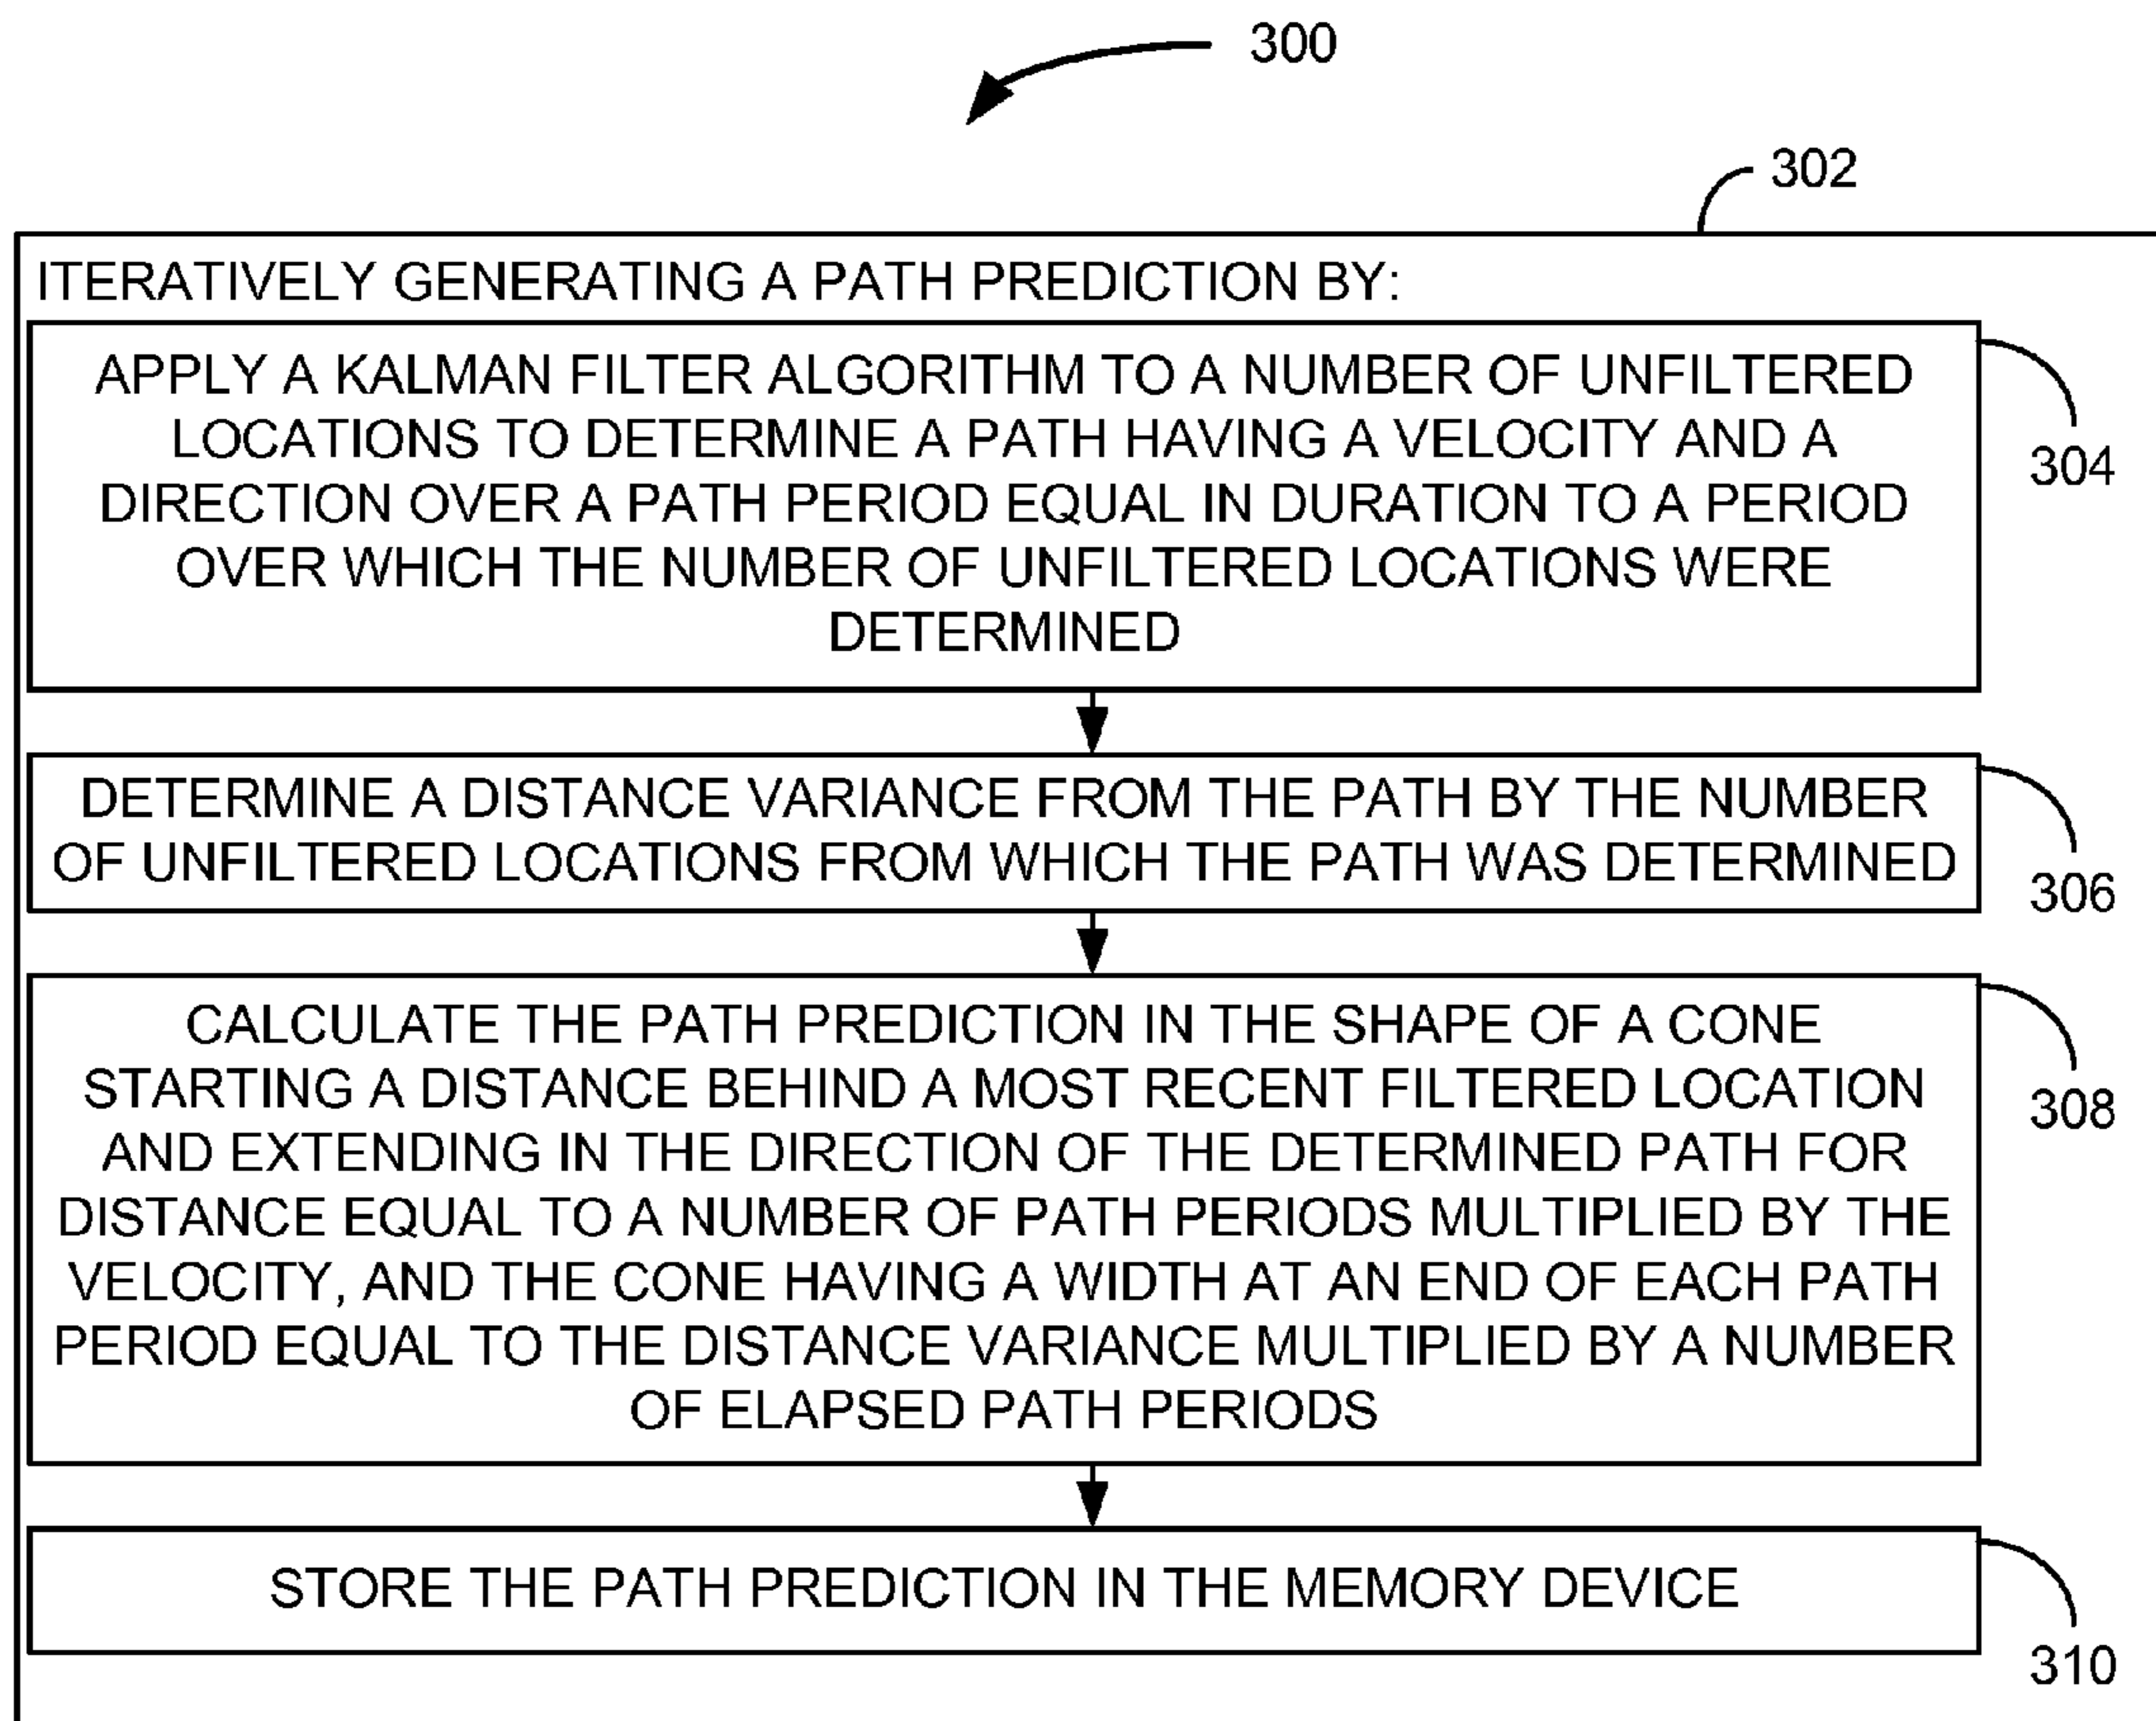 300
302
ITERATIVELY GENERATING A PATH PREDICTION BY:
APPLY A KALMAN FILTER ALGORITHM TO A NUMBER OF UNFILTERED
LOCATIONS TO DETERMINE A PATH HAVING A VELOCITY AND A
DIRECTION OVER A PATH PERIOD EQUAL IN DURATION TO A PERIOD
OVER WHICH THE NUMBER OF UNFILTERED LOCATIONS WERE
DETERMINED
304
DETERMINE A DISTANCE VARIANCE FROM THE PATH BY THE NUMBER
OF UNFILTERED LOCATIONS FROM WHICH THE PATH WAS DETERMINED
306
CALCULATE THE PATH PREDICTION IN THE SHAPE OF A CONE
STARTING A DISTANCE BEHIND A MOST RECENT FILTERED LOCATION
AND EXTENDING IN THE DIRECTION OF THE DETERMINED PATH FOR
DISTANCE EQUAL TO A NUMBER OF PATH PERIODS MULTIPLIED BY THE
VELOCITY, AND THE CONE HAVING A WIDTH AT AN END OF EACH PATH
PERIOD EQUAL TO THE DISTANCE VARIANCE MULTIPLIED BY A NUMBER
OF ELAPSED PATH PERIODS
308
STORE THE PATH PREDICTION IN THE MEMORY DEVICE
310